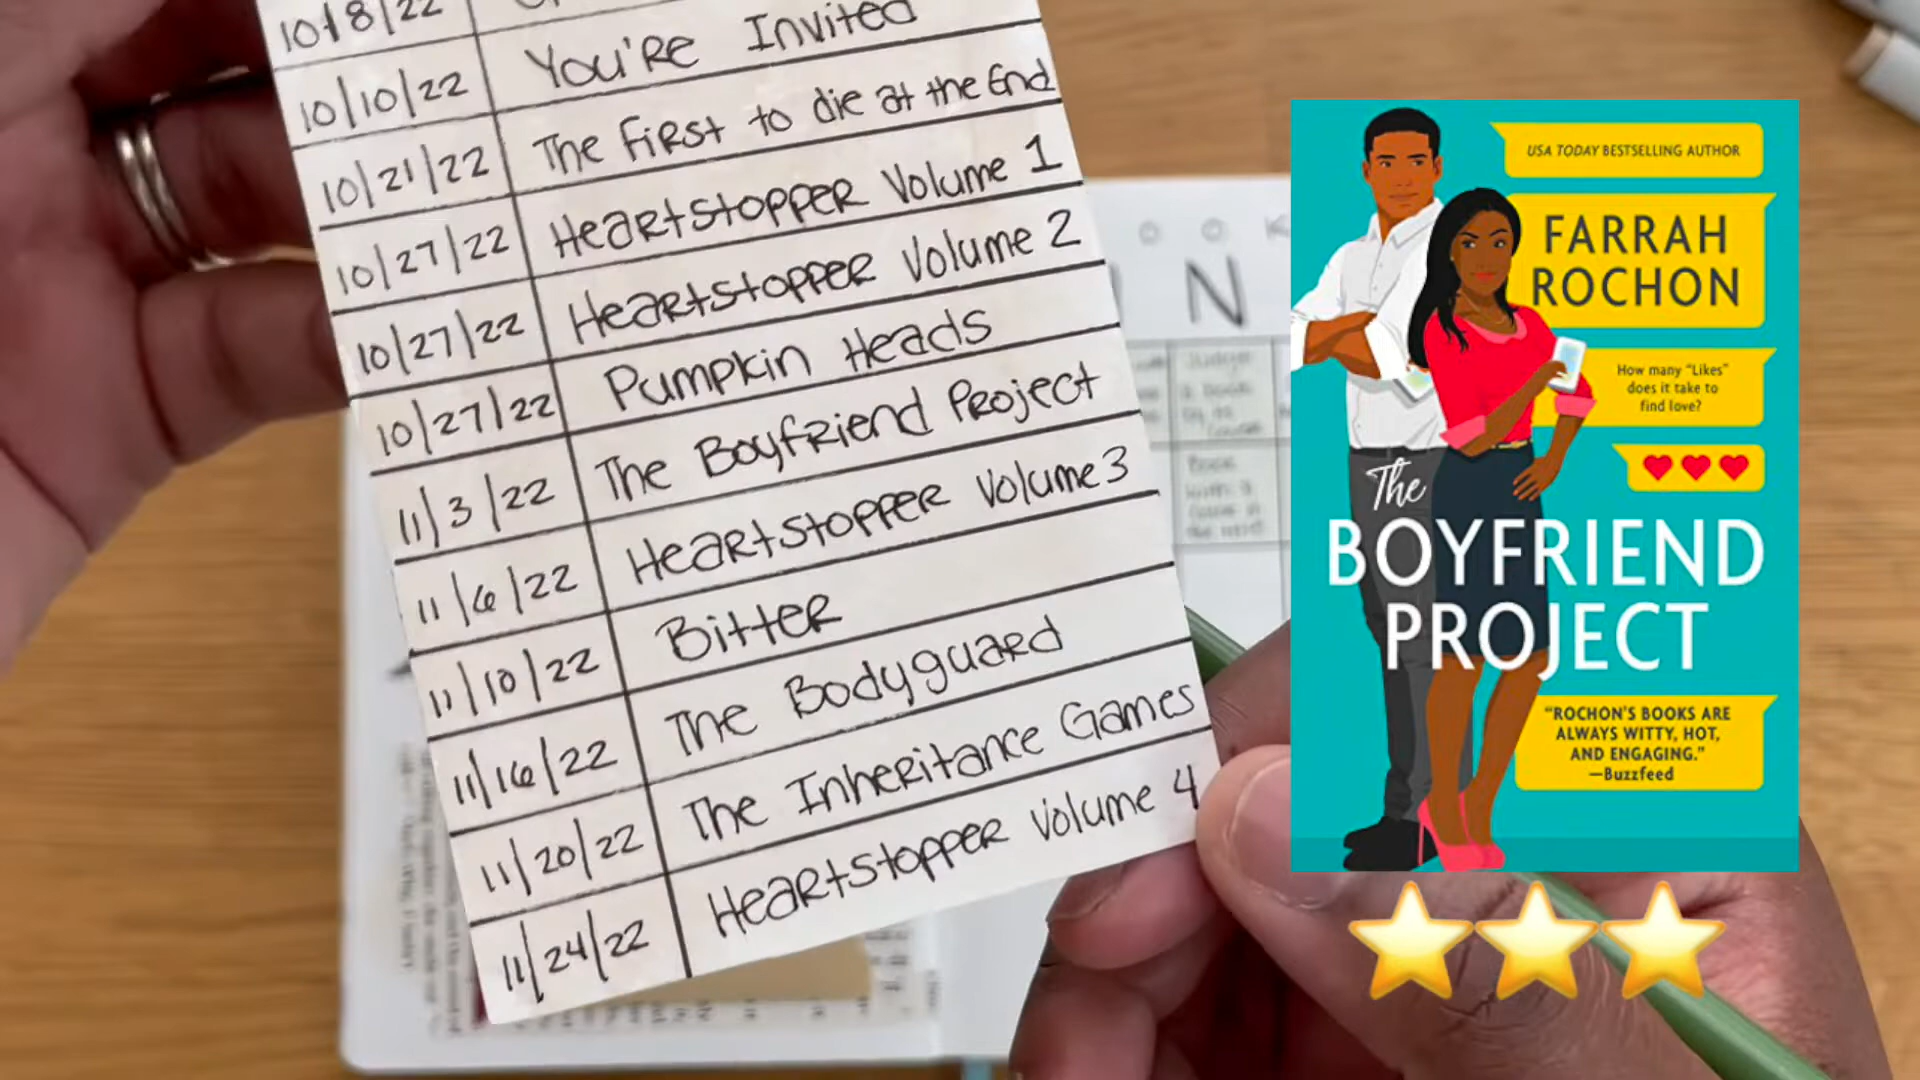 10/8/22
10/10/22 You're Invited
10/21/22 The First to die at the End
10/27/22 Heartstopper Volume 1
10/27/22 Heartstopper Volume 2
10/27/22 Pumpkin Heads
11/3/22 The Boyfriend Project
11/6/22 Heartstopper Volume 3
11/10/22 Bitter
11/16/22 The Bodyguard
11/20/22 The Inheritance Games
11/24/22 Heartstopper Volume 4
O O K
N
USA TODAY BESTSELLING AUTHOR
FARRAH
ROCHON
How many "Likes"
does it take to
find love?
The
BOYFRIEND
PROJECT
"ROCHON'S BOOKS ARE
ALWAYS WITTY, HOT,
AND ENGAGING."
—Buzzfeed